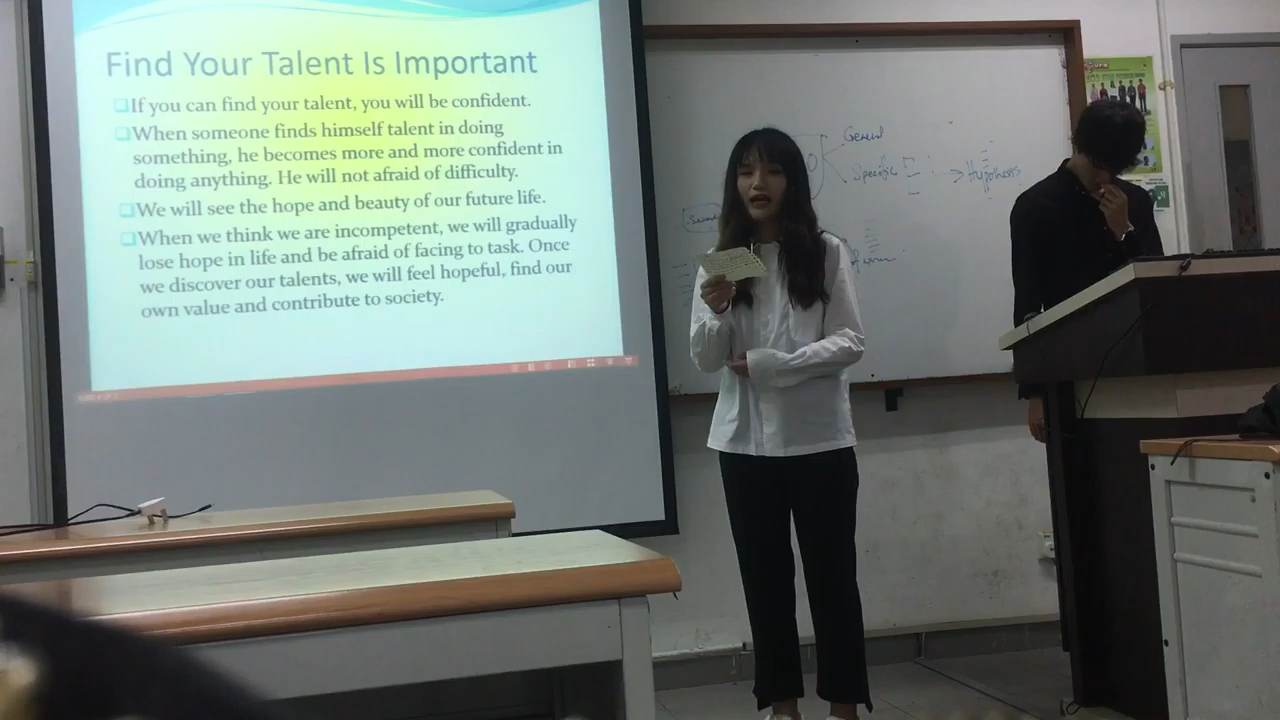 Find Your Talent Is Important
If you can find your talent, you will be confident.
When someone finds himself talent in doing
something, he becomes more and more confident in
doing anything. He will not afraid of difficulty.
We will see the hope and beauty of our future life.
When we think we are incompetent, we will gradually
lose hope in life and be afraid of facing to task. Once
we discover our talents, we will feel hopeful, find our
own value and contribute to society.
General
Specific
Hypothesis